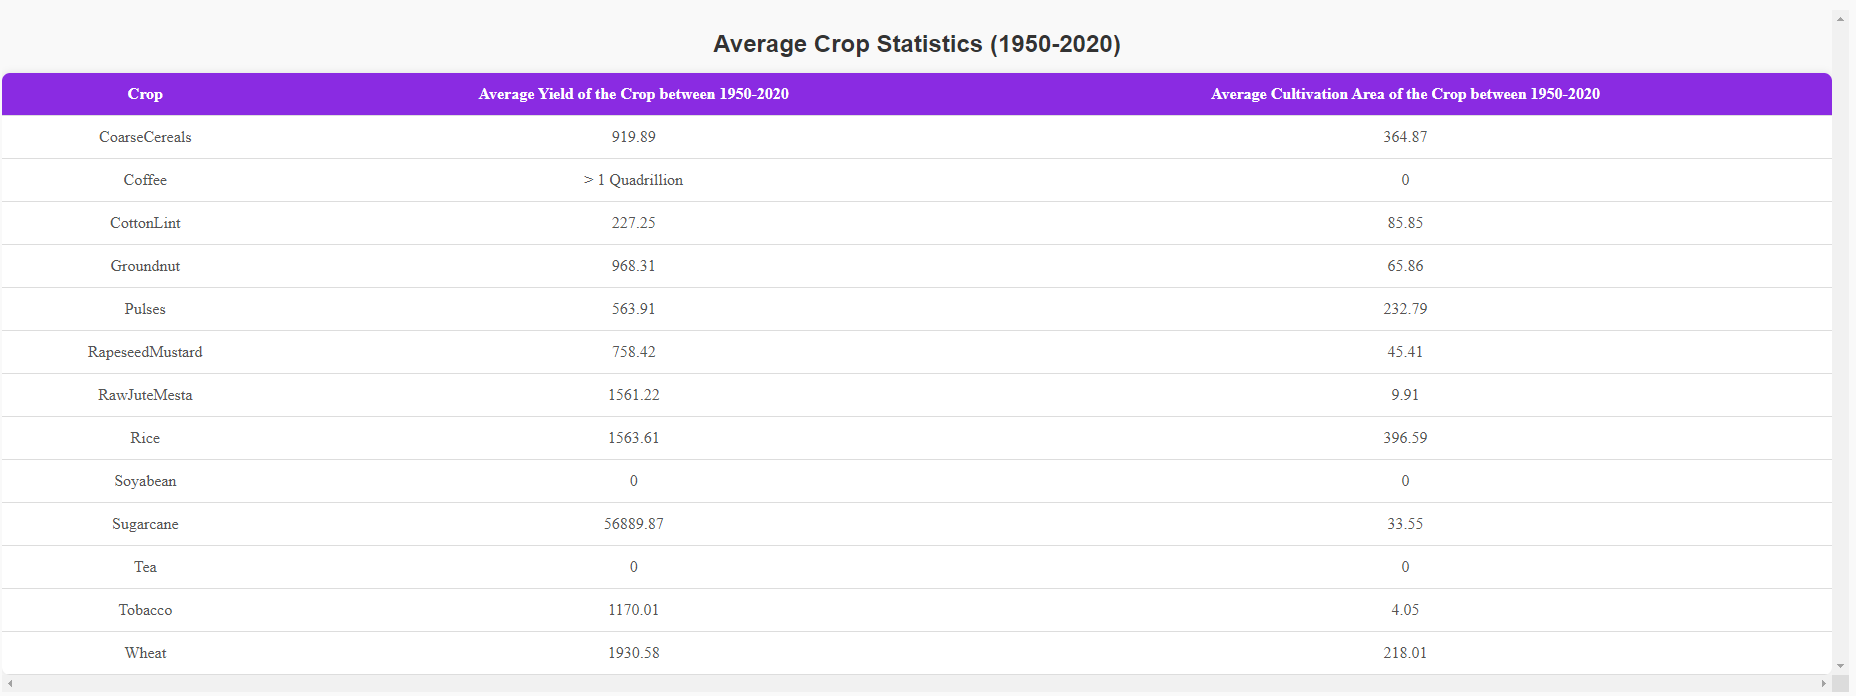 Average Crop Statistics (1950-2020)
Crop Average Yield of the Crop between 1950-2020 Average Cultivation Area of the Crop between 1950-2020
CoarseCereals 919.89 364.87
Coffee > 1 Quadrillion 0
CottonLint 227.25 85.85
Groundnut 968.31 65.86
Pulses 563.91 232.79
RapeseedMustard 758.42 45.41
RawJuteMesta 1561.22 9.91
Rice 1563.61 396.59
Soyabean 0 0
Sugarcane 56889.87 33.55
Tea 0 0
Tobacco 1170.01 4.05
Wheat 1930.58 218.01